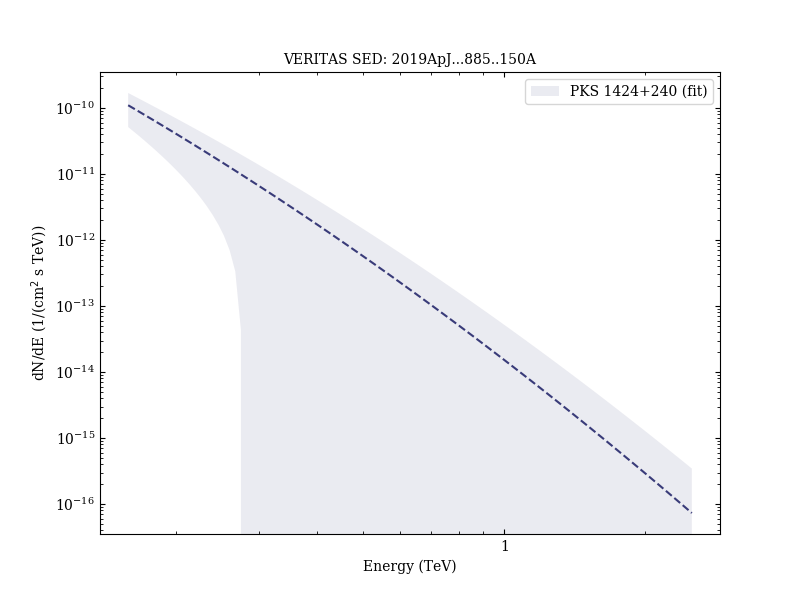 VERITAS SED: 2019ApJ...885..150A
PKS 1424+240 (fit)
dN/dE (1/(cm² s TeV))
10⁻¹⁰
10⁻¹¹
10⁻¹²
10⁻¹³
10⁻¹⁴
10⁻¹⁵
10⁻¹⁶
1
Energy (TeV)